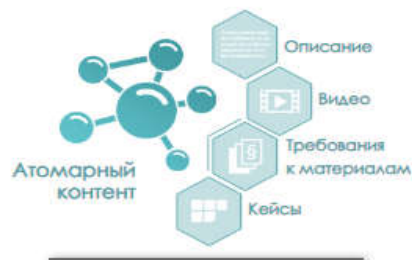 Описание
Видео
Требования
к материалам
Атомарный
контент
Кейсы